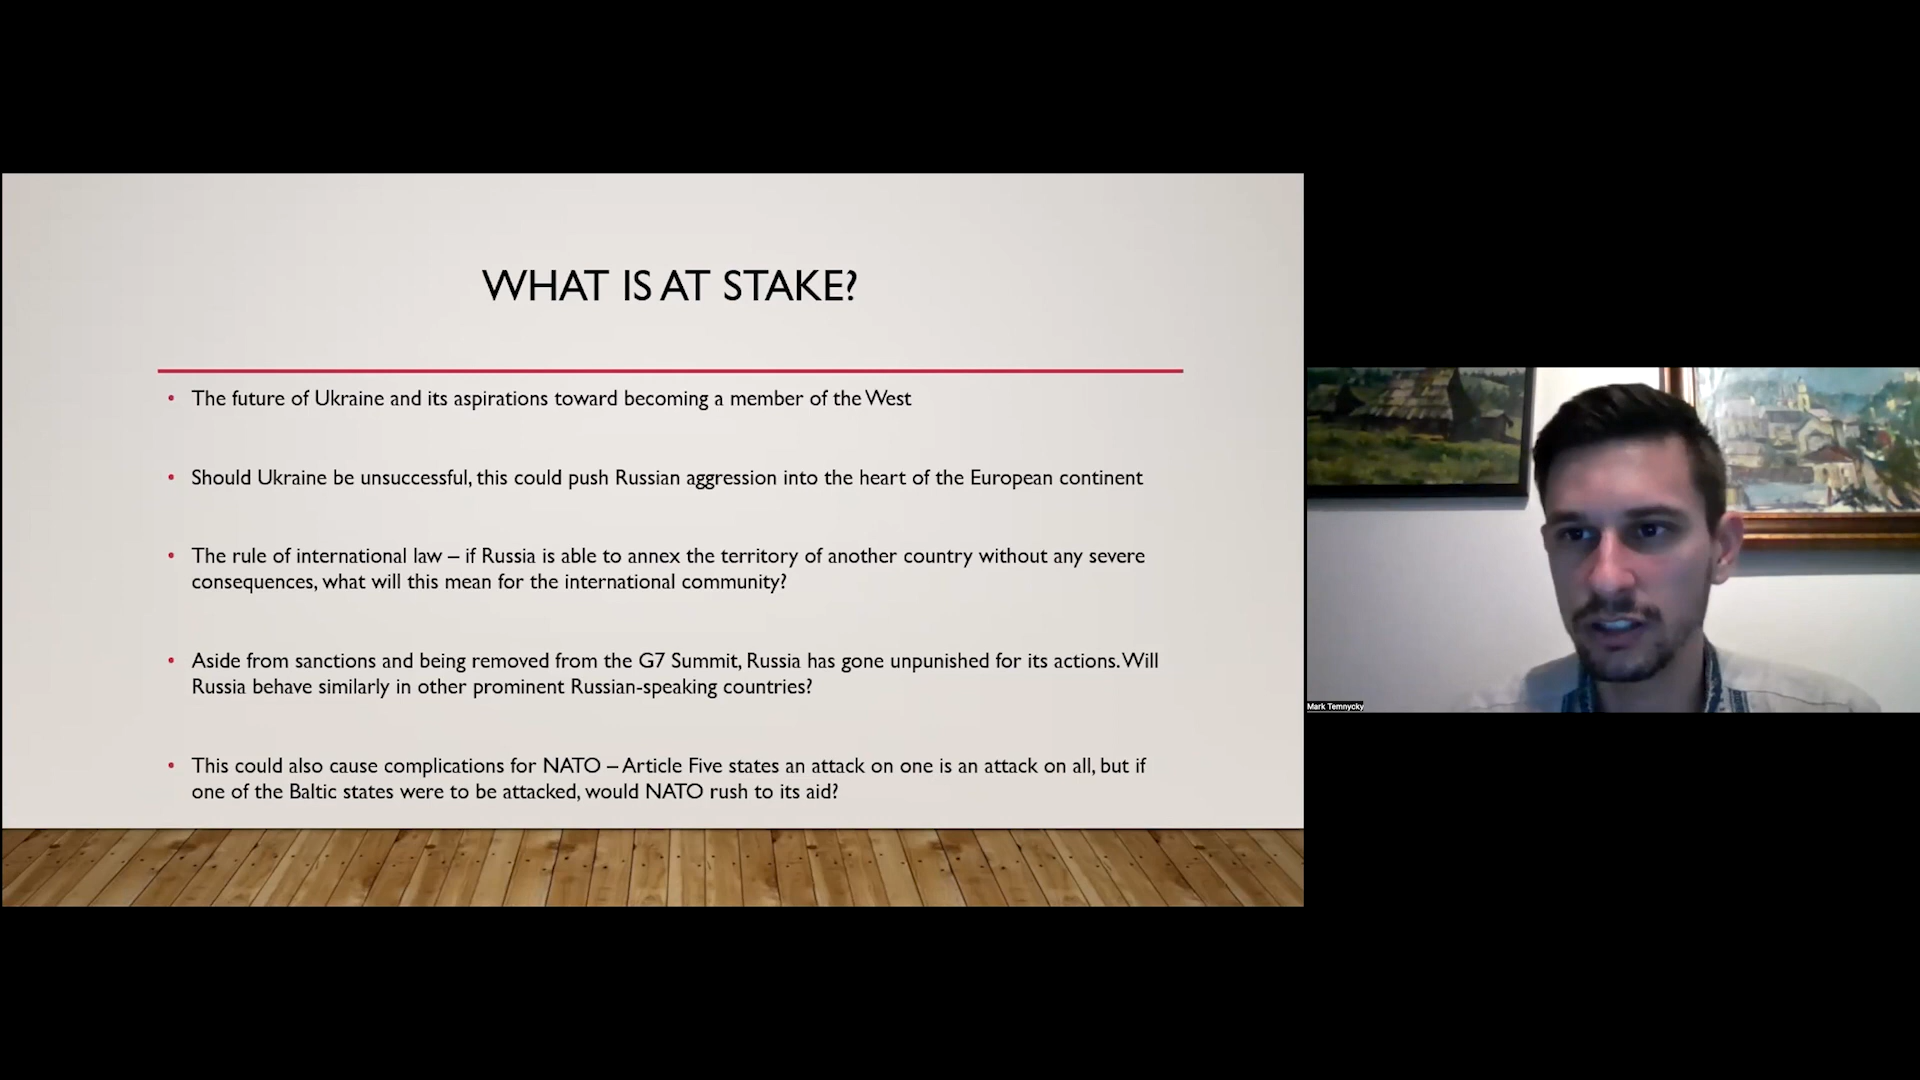 WHAT IS AT STAKE?
• The future of Ukraine and its aspirations toward becoming a member of the West
• Should Ukraine be unsuccessful, this could push Russian aggression into the heart of the European continent
• The rule of international law – if Russia is able to annex the territory of another country without any severe
consequences, what will this mean for the international community?
• Aside from sanctions and being removed from the G7 Summit, Russia has gone unpunished for its actions. Will
Russia behave similarly in other prominent Russian-speaking countries?
• This could also cause complications for NATO – Article Five states an attack on one is an attack on all, but if
one of the Baltic states were to be attacked, would NATO rush to its aid?
Mark Temnycky